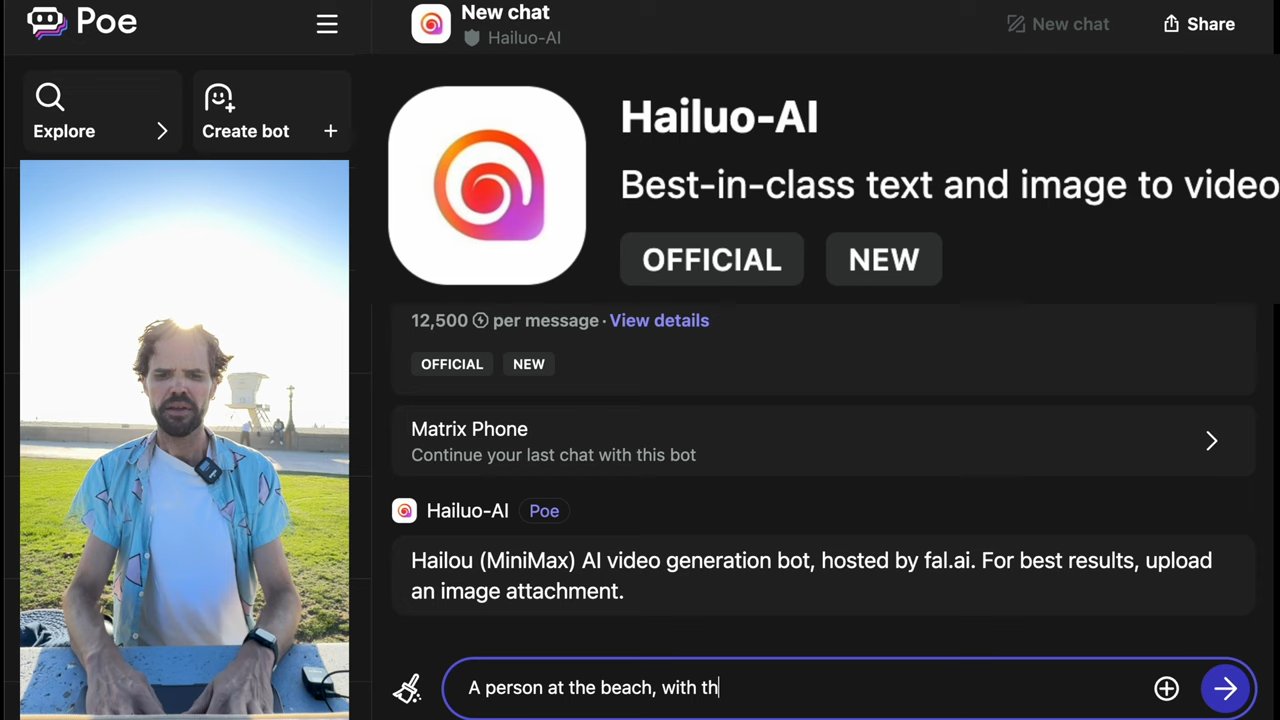 Poe
New chat
Hailuo-AI
New chat
Share
Explore
Create bot
Hailuo-AI
Best-in-class text and image to video
OFFICIAL
NEW
12,500 per message · View details
OFFICIAL
NEW
Matrix Phone
Continue your last chat with this bot
Hailuo-AI Poe
Hailou (MiniMax) AI video generation bot, hosted by fal.ai. For best results, upload
an image attachment.
A person at the beach, with th